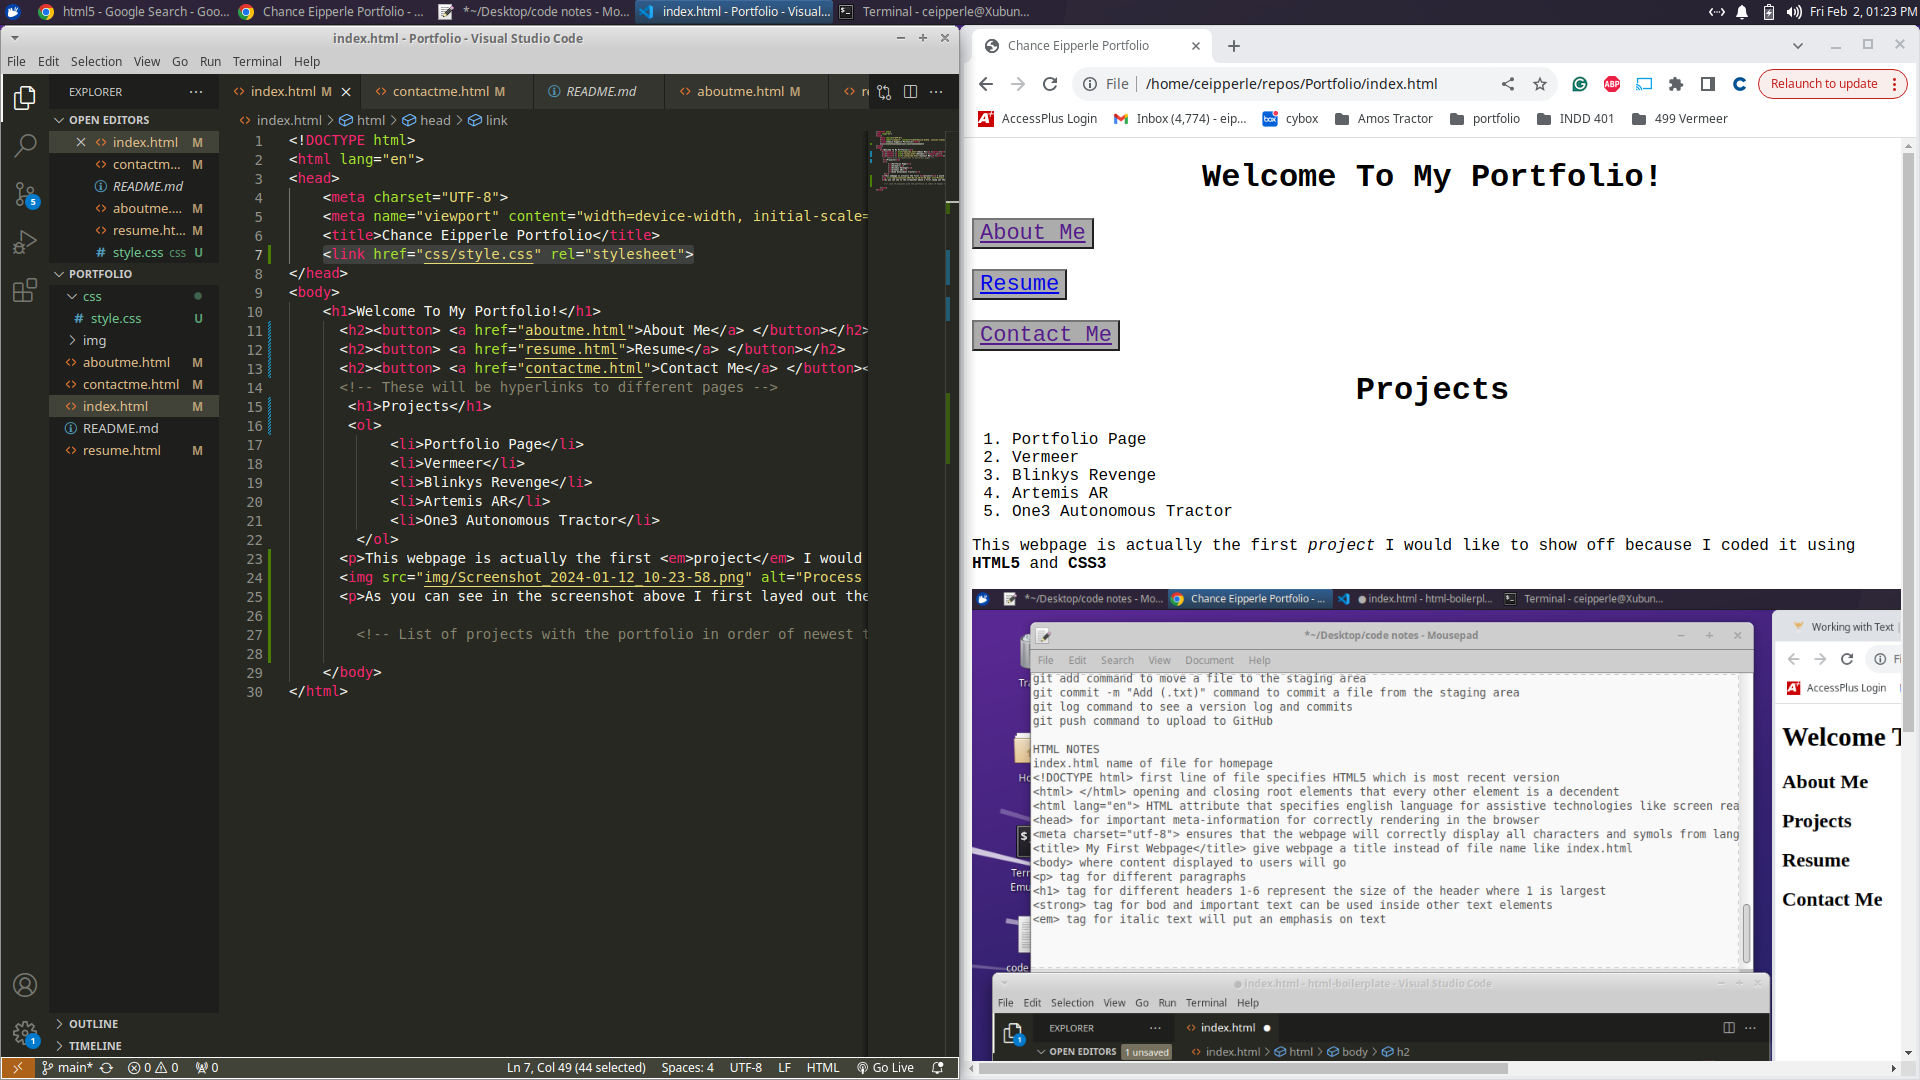 html5 - Google Search - Goo...
Chance Eipperle Portfolio - ...
*~/Desktop/code notes - Mo...
index.html - Portfolio - Visual...
Terminal - ceipperle@Xubun...
Fri Feb 2, 01:23 PM
index.html - Portfolio - Visual Studio Code
File Edit Selection View Go Run Terminal Help
EXPLORER
index.html M
contactme.html M
README.md
aboutme.html M
OPEN EDITORS
index.html M
contactm... M
README.md
aboutme.... M
resume.ht... M
style.css css U
5
PORTFOLIO
css
style.css U
img
aboutme.html M
contactme.html M
index.html M
README.md
resume.html M
OUTLINE
TIMELINE
1
index.html > html > head > link
1 <!DOCTYPE html>
2 <html lang="en">
3 <head>
4 <meta charset="UTF-8">
5 <meta name="viewport" content="width=device-width, initial-scale=
6 <title>Chance Eipperle Portfolio</title>
7 <link href="css/style.css" rel="stylesheet">
8 </head>
9 <body>
10 <h1>Welcome To My Portfolio!</h1>
11 <h2><button> <a href="aboutme.html">About Me</a> </button></h2>
12 <h2><button> <a href="resume.html">Resume</a> </button></h2>
13 <h2><button> <a href="contactme.html">Contact Me</a> </button><
14 <!-- These will be hyperlinks to different pages -->
15 <h1>Projects</h1>
16 <ol>
17 <li>Portfolio Page</li>
18 <li>Vermeer</li>
19 <li>Blinkys Revenge</li>
20 <li>Artemis AR</li>
21 <li>One3 Autonomous Tractor</li>
22 </ol>
23 <p>This webpage is actually the first <em>project</em> I would
24 <img src="img/Screenshot_2024-01-12_10-23-58.png" alt="Process
25 <p>As you can see in the screenshot above I first layed out the
26
27 <!-- List of projects with the portfolio in order of newest t
28
29 </body>
30 </html>
main* 0 0 0
Ln 7, Col 49 (44 selected) Spaces: 4 UTF-8 LF HTML Go Live
Chance Eipperle Portfolio
File /home/ceipperle/repos/Portfolio/index.html
ABP
Relaunch to update
AccessPlus Login
Inbox (4,774) - eip...
cybox
Amos Tractor
portfolio
INDD 401
499 Vermeer
Welcome To My Portfolio!
About Me
Resume
Contact Me
Projects
1. Portfolio Page
2. Vermeer
3. Blinkys Revenge
4. Artemis AR
5. One3 Autonomous Tractor
This webpage is actually the first project I would like to show off because I coded it using
HTML5 and CSS3
*~/Desktop/code notes - Mo...
Chance Eipperle Portfolio - ...
index.html - html-boilerpl...
Terminal - ceipperle@Xubun...
*~/Desktop/code notes - Mousepad
File Edit Search View Document Help
git add command to move a file to the staging area
git commit -m "Add (.txt)" command to commit a file from the staging area
git log command to see a version log and commits
git push command to upload to GitHub
HTML NOTES
index.html name of file for homepage
<!DOCTYPE html> first line of file specifies HTML5 which is most recent version
<html> </html> opening and closing root elements that every other element is a decendent
<html lang="en"> HTML attribute that specifies english language for assistive technologies like screen rea
<head> for important meta-information for correctly rendering in the browser
<meta charset="utf-8"> ensures that the webpage will correctly display all characters and symols from lang
<title> My First Webpage</title> give webpage a title instead of file name like index.html
<body> where content displayed to users will go
<p> tag for different paragraphs
<h1> tag for different headers 1-6 represent the size of the header where 1 is largest
<strong> tag for bod and important text can be used inside other text elements
<em> tag for italic text will put an emphasis on text
Tr
Ho
Tern
Emu
code
Working with Text
Fi
AccessPlus Login
Welcome T
About Me
Projects
Resume
Contact Me
index.html - html-boilerplate - Visual Studio Code
File Edit Selection View Go Run Terminal Help
EXPLORER
index.html
1
OPEN EDITORS 1 unsaved
index.html > html > body > h2